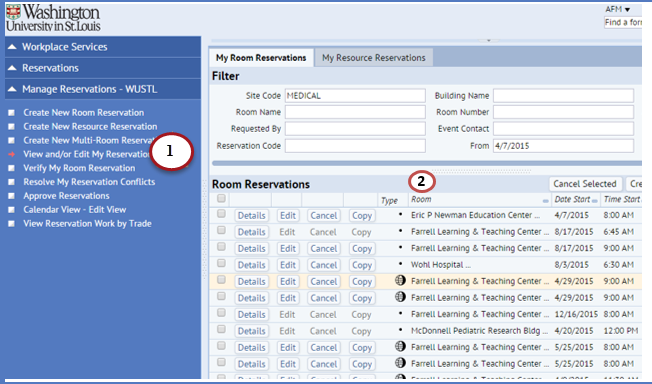 Washington
University in St.Louis
AFM
Find a for
Workplace Services
Reservations
Manage Reservations - WUSTL
Create New Room Reservation
Create New Resource Reservation
Create New Multi-Room Reserva
View and/or Edit My Reservation
1
Verify My Room Reservation
Resolve My Reservation Conflicts
Approve Reservations
Calendar View - Edit View
View Reservation Work by Trade
My Room Reservations My Resource Reservations
Filter
Site Code MEDICAL Building Name
Room Name Room Number
Requested By Event Contact
Reservation Code From 4/7/2015
Room Reservations 2 Cancel Selected Cre
Type Room Date Start Time Start
Details Edit Cancel Copy • Eric P Newman Education Center ... 4/7/2015 8:00 AM
Details Edit Cancel Copy • Farrell Learning & Teaching Center ... 8/17/2015 6:45 AM
Details Edit Cancel Copy • Farrell Learning & Teaching Center ... 8/17/2015 9:00 AM
Details Edit Cancel Copy • Wohl Hospital ... 8/3/2015 6:30 AM
Details Edit Cancel Copy Farrell Learning & Teaching Center ... 4/29/2015 9:00 AM
Details Edit Cancel Copy Farrell Learning & Teaching Center ... 4/29/2015 9:00 AM
Details Edit Cancel Copy • Farrell Learning & Teaching Center ... 12/16/2015 8:00 AM
Details Edit Cancel Copy • McDonnell Pediatric Research Bldg ... 4/20/2015 12:00 PM
Details Edit Cancel Copy Farrell Learning & Teaching Center ... 5/25/2015 8:00 AM
Details Edit Cancel Copy Farrell Learning & Teaching Center ... 5/25/2015 8:00 AM